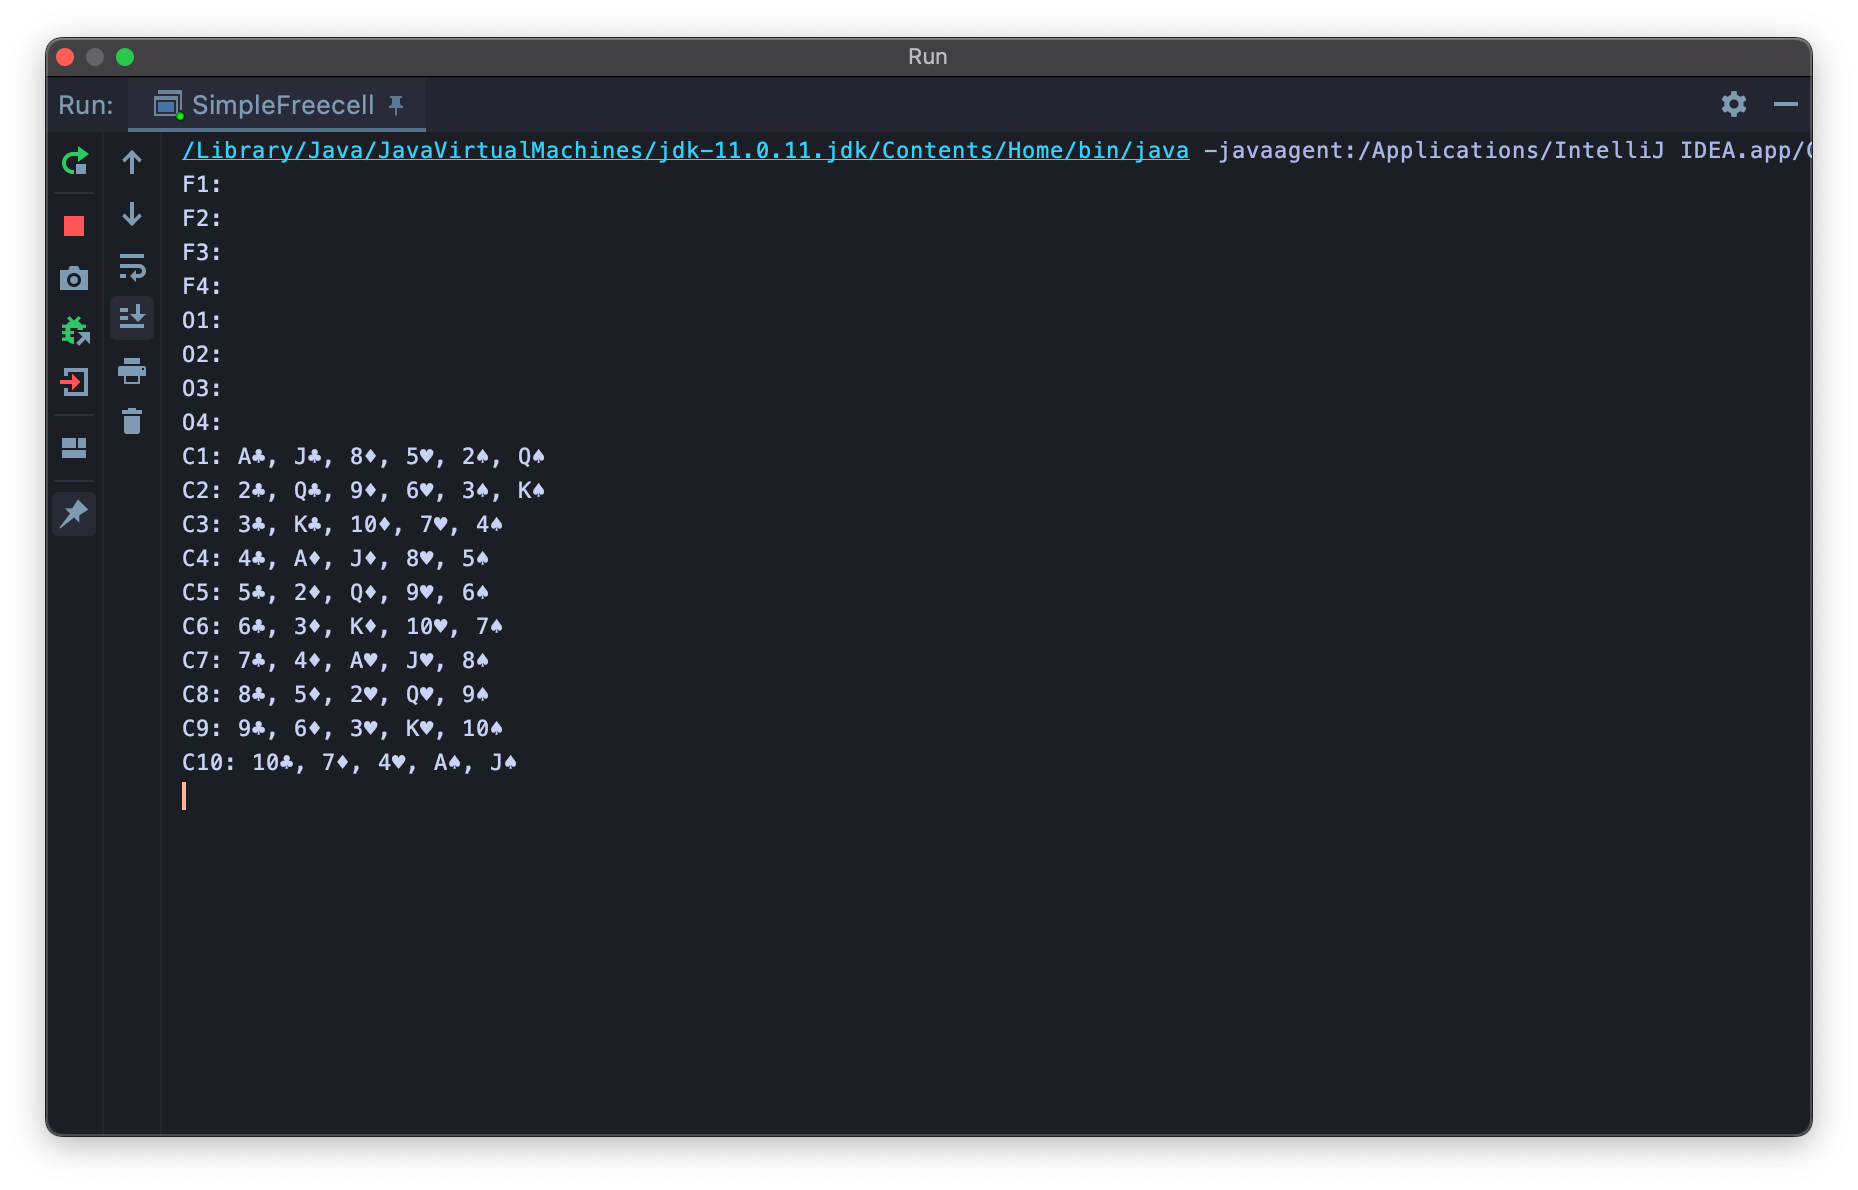 Run
Run: SimpleFreecell
/Library/Java/JavaVirtualMachines/jdk-11.0.11.jdk/Contents/Home/bin/java -javaagent:/Applications/IntelliJ IDEA.app/
F1:
F2:
F3:
F4:
O1:
O2:
O3:
O4:
C1: A♣, J♣, 8♦, 5♥, 2♠, Q♠
C2: 2♣, Q♣, 9♦, 6♥, 3♠, K♠
C3: 3♣, K♣, 10♦, 7♥, 4♠
C4: 4♣, A♦, J♦, 8♥, 5♠
C5: 5♣, 2♦, Q♦, 9♥, 6♠
C6: 6♣, 3♦, K♦, 10♥, 7♠
C7: 7♣, 4♦, A♥, J♥, 8♠
C8: 8♣, 5♦, 2♥, Q♥, 9♠
C9: 9♣, 6♦, 3♥, K♥, 10♠
C10: 10♣, 7♦, 4♥, A♠, J♠